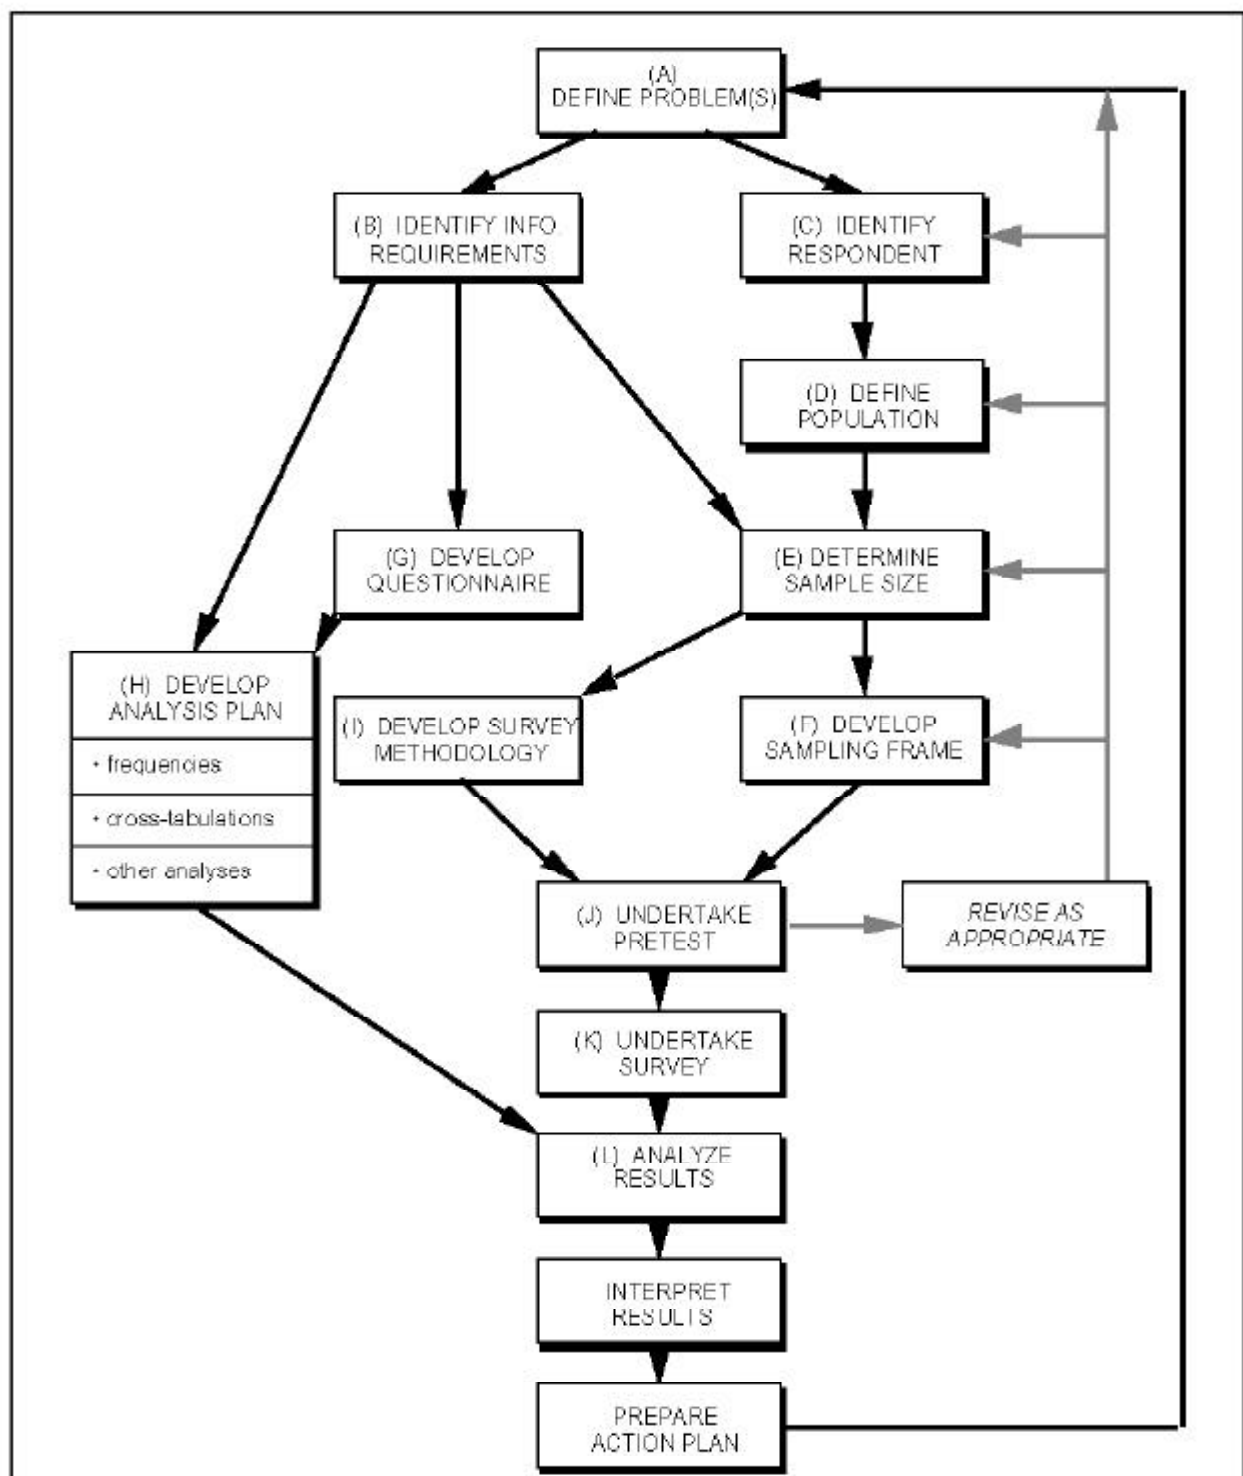 (A)
DEFINE PROBLEM(S)
(B) IDENTIFY INFO.
REQUIREMENTS
(C) IDENTIFY
RESPONDENT
(D) DEFINE
POPULATION
(G) DEVELOP
QUESTIONNAIRE
(E) DETERMINE
SAMPLE SIZE
(H) DEVELOP
ANALYSIS PLAN
• frequencies
• cross-tabulations
• other analyses
(I) DEVELOP SURVEY
METHODOLOGY
(F) DEVELOP
SAMPLING FRAME
(J) UNDERTAKE
PRETEST
REVISE AS
APPROPRIATE
(K) UNDERTAKE
SURVEY
(L) ANALYZE
RESULTS
INTERPRET
RESULTS
PREPARE
ACTION PLAN